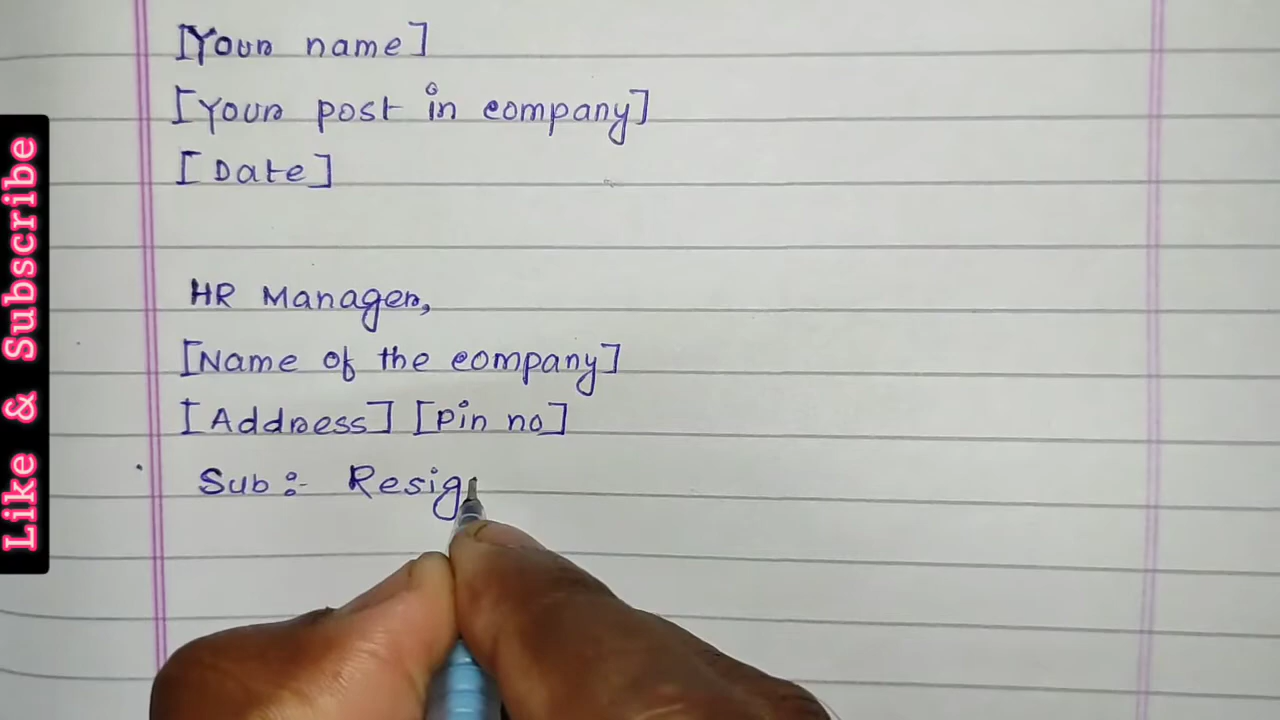 [Your name]
[Your post in company]
[Date]
HR Manager,
[Name of the company]
[Address] [Pin no]
Sub :- Resig
Like & Subscribe